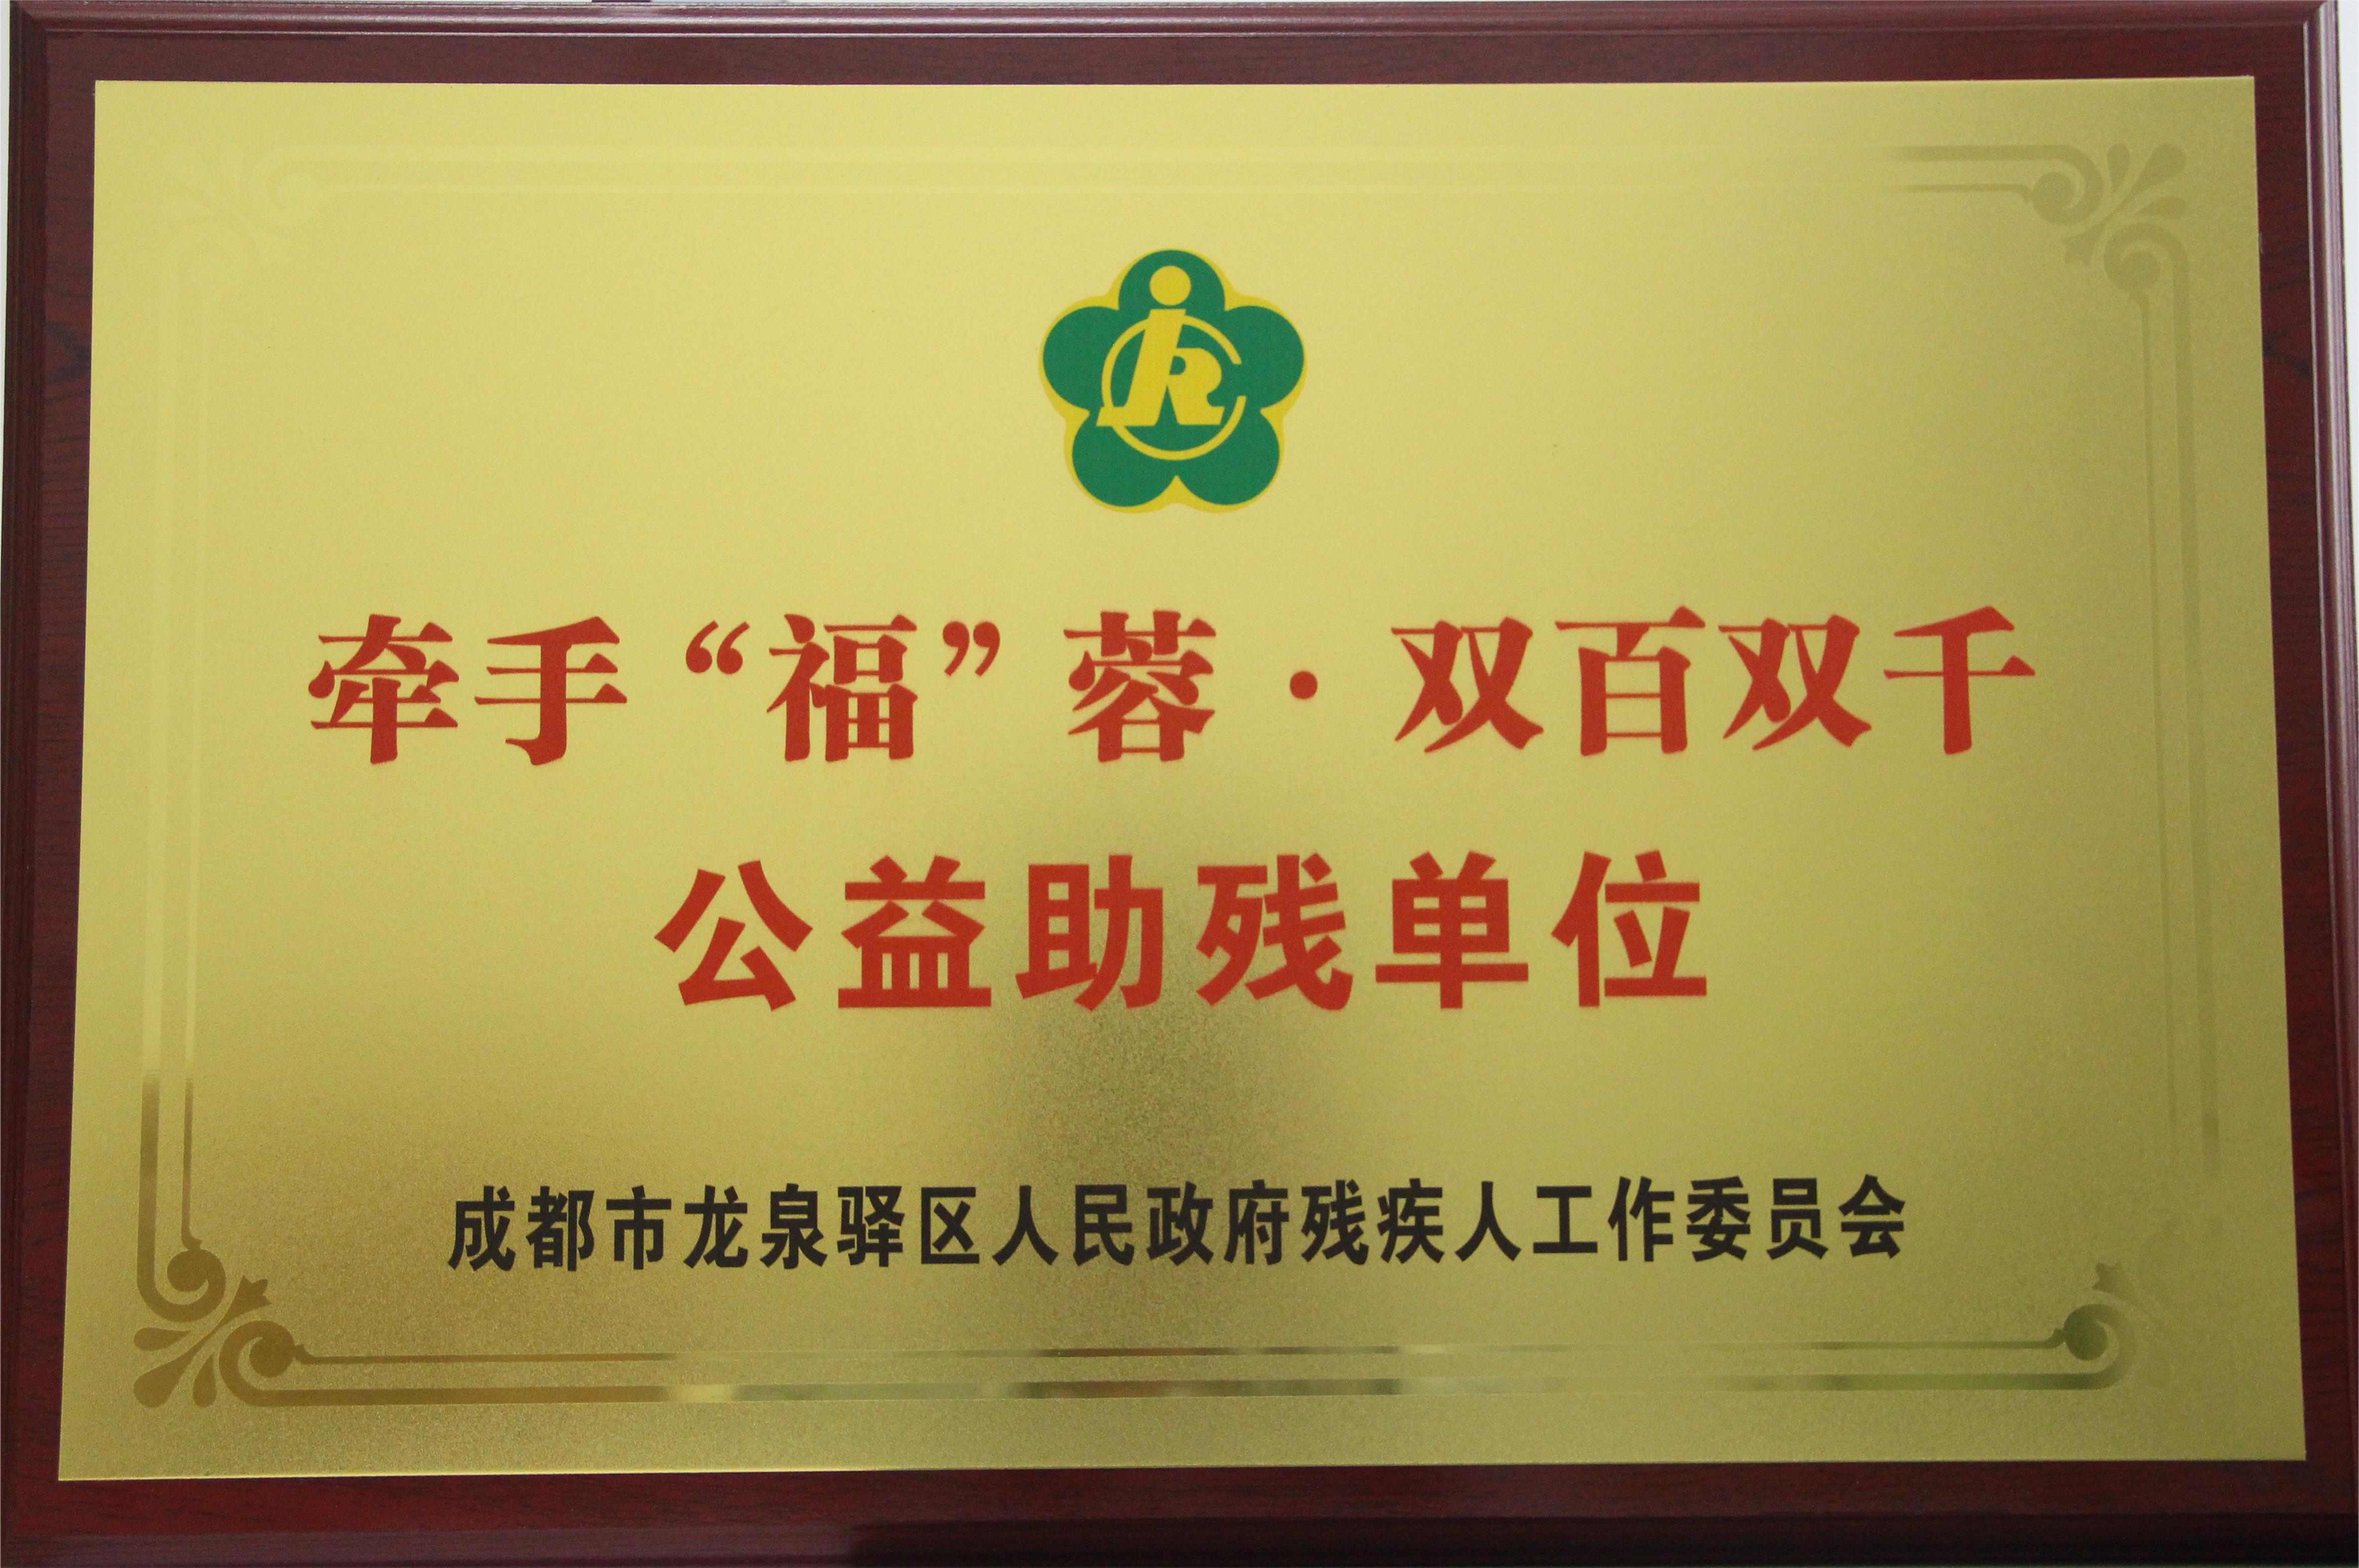 牵手“福”蓉·双百双千
公益助残单位
成都市龙泉驿区人民政府残疾人工作委员会